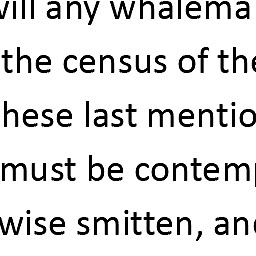 will any whalema
the census of the
hese last mentio
must be contemp
wise smitten, and